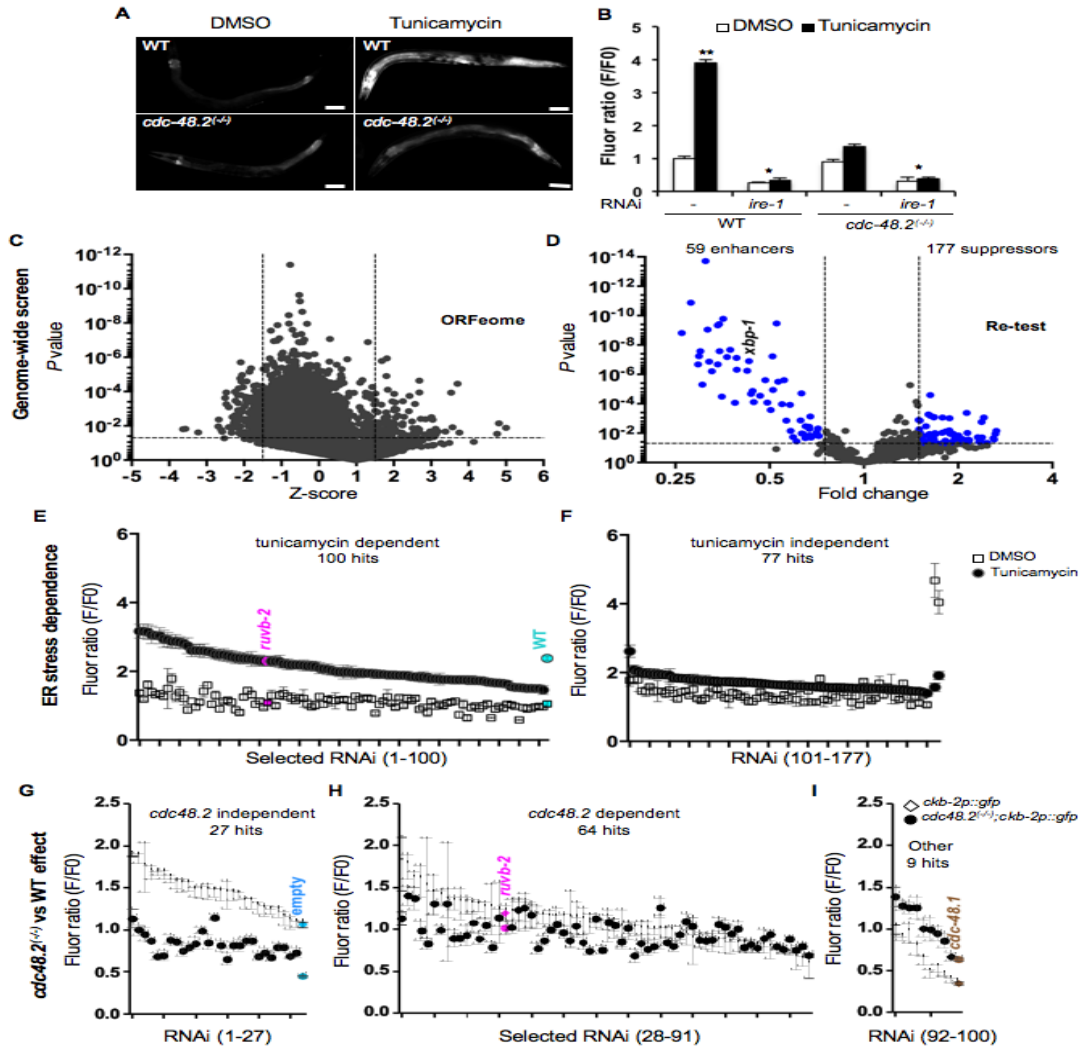 A
DMSO
Tunicamycin
WT
WT
cdc-48.2(-/-)
cdc-48.2(-/-)
B
DMSO
Tunicamycin
Fluor ratio (F/F0)
5
4
3
2
1
0
**
*
*
RNAi
-
ire-1
-
ire-1
WT
cdc-48.2(-/-)
Genome-wide screen
C
P value
10-12
10-10
10-8
10-6
10-4
10-2
100
ORFeome
-5 -4 -3 -2 -1 0 1 2 3 4 5 6
Z-score
D
59 enhancers
177 suppressors
P value
10-14
10-12
10-10
10-8
10-6
10-4
10-2
100
xbp-1
Re-test
0.25 0.5 1 2 4
Fold change
ER stress dependence
E
tunicamycin dependent
100 hits
Fluor ratio (F/F0)
6
4
2
0
ruvb-2
WT
Selected RNAi (1-100)
F
tunicamycin independent
77 hits
DMSO
Tunicamycin
Fluor ratio (F/F0)
6
4
2
0
RNAi (101-177)
cdc48.2(-/-) vs WT effect
G
cdc48.2 independent
27 hits
Fluor ratio (F/F0)
2.5
2.0
1.5
1.0
0.5
0.0
empty
RNAi (1-27)
H
cdc48.2 dependent
64 hits
Fluor ratio (F/F0)
2.5
2.0
1.5
1.0
0.5
0.0
ruvb-2
Selected RNAi (28-91)
I
ckb-2p::gfp
cdc48.2(-/-);ckb-2p::gfp
Other
9 hits
Fluor ratio (F/F0)
2.5
2.0
1.5
1.0
0.5
0.0
cdc-48.1
RNAi (92-100)